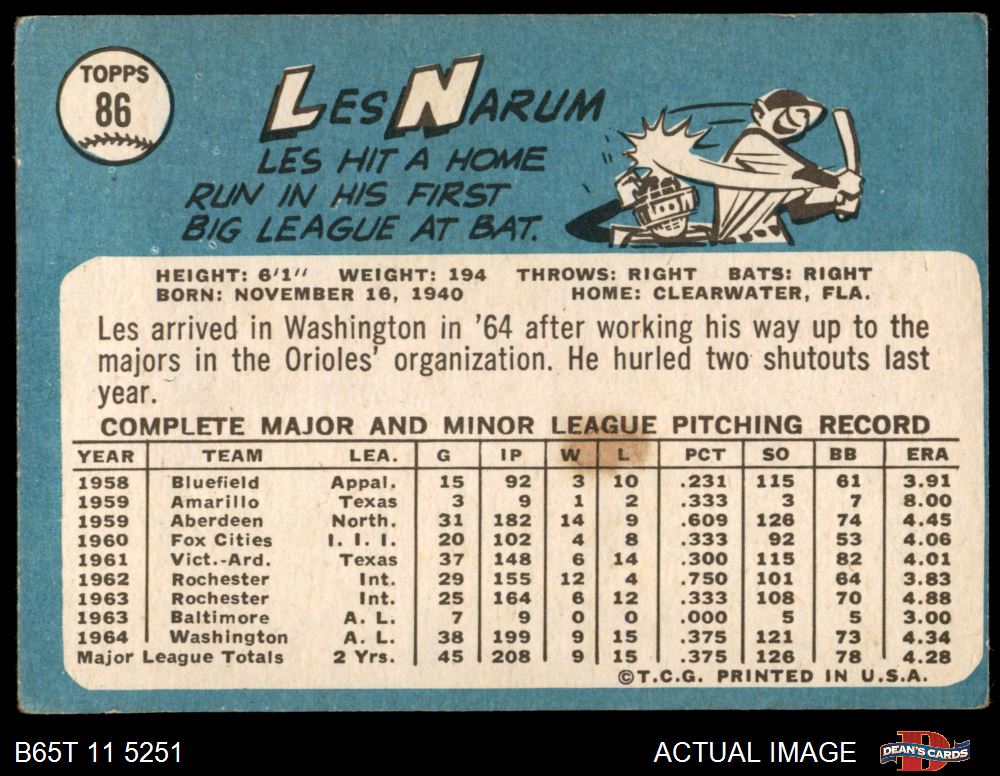 TOPPS
86
LES NARUM
LES HIT A HOME
RUN IN HIS FIRST
BIG LEAGUE AT BAT.
HEIGHT: 6'1" WEIGHT: 194 THROWS: RIGHT BATS: RIGHT
BORN: NOVEMBER 16, 1940 HOME: CLEARWATER, FLA.
Les arrived in Washington in '64 after working his way up to the
majors in the Orioles' organization. He hurled two shutouts last
year.
COMPLETE MAJOR AND MINOR LEAGUE PITCHING RECORD
YEAR TEAM LEA. G IP W L PCT SO BB ERA
1958 Bluefield Appal. 15 92 3 10 .231 115 61 3.91
1959 Amarillo Texas 3 9 1 2 .333 3 7 8.00
1959 Aberdeen North. 31 182 14 9 .609 126 74 4.45
1960 Fox Cities I. I. I. 20 102 4 8 .333 92 53 4.06
1961 Vict.-Ard. Texas 37 148 6 14 .300 115 82 4.01
1962 Rochester Int. 29 155 12 4 .750 101 64 3.83
1963 Rochester Int. 25 164 6 12 .333 108 70 4.88
1963 Baltimore A. L. 7 9 0 0 .000 5 5 3.00
1964 Washington A. L. 38 199 9 15 .375 121 73 4.34
Major League Totals 2 Yrs. 45 208 9 15 .375 126 78 4.28
©T.C.G. PRINTED IN U.S.A.
B65T 11 5251 ACTUAL IMAGE DEAN'S CARDS